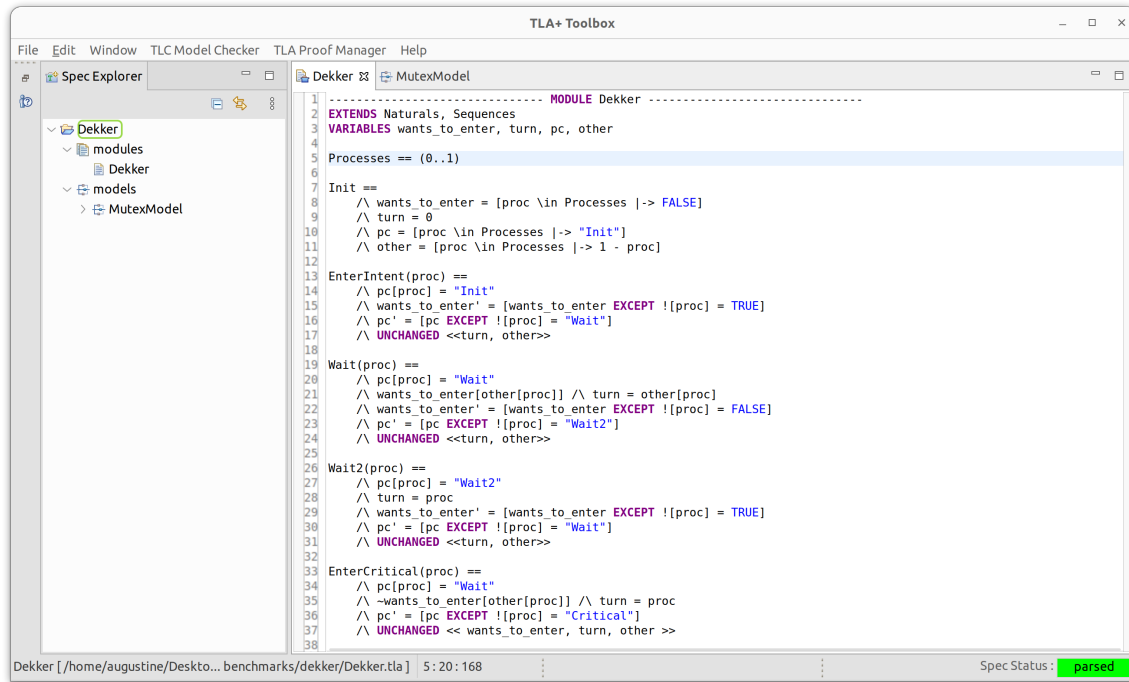 TLA+ Toolbox
File Edit Window TLC Model Checker TLA Proof Manager Help
Spec Explorer
Dekker
modules
Dekker
models
MutexModel
Dekker MutexModel
1 ------------------------------ MODULE Dekker ------------------------------
2 EXTENDS Naturals, Sequences
3 VARIABLES wants_to_enter, turn, pc, other
4
5 Processes == (0..1)
6
7 Init ==
8 /\ wants_to_enter = [proc \in Processes |-> FALSE]
9 /\ turn = 0
10 /\ pc = [proc \in Processes |-> "Init"]
11 /\ other = [proc \in Processes |-> 1 - proc]
12
13 EnterIntent(proc) ==
14 /\ pc[proc] = "Init"
15 /\ wants_to_enter' = [wants_to_enter EXCEPT ![proc] = TRUE]
16 /\ pc' = [pc EXCEPT ![proc] = "Wait"]
17 /\ UNCHANGED <<turn, other>>
18
19 Wait(proc) ==
20 /\ pc[proc] = "Wait"
21 /\ wants_to_enter[other[proc]] /\ turn = other[proc]
22 /\ wants_to_enter' = [wants_to_enter EXCEPT ![proc] = FALSE]
23 /\ pc' = [pc EXCEPT ![proc] = "Wait2"]
24 /\ UNCHANGED <<turn, other>>
25
26 Wait2(proc) ==
27 /\ pc[proc] = "Wait2"
28 /\ turn = proc
29 /\ wants_to_enter' = [wants_to_enter EXCEPT ![proc] = TRUE]
30 /\ pc' = [pc EXCEPT ![proc] = "Wait"]
31 /\ UNCHANGED <<turn, other>>
32
33 EnterCritical(proc) ==
34 /\ pc[proc] = "Wait"
35 /\ ~wants_to_enter[other[proc]] /\ turn = proc
36 /\ pc' = [pc EXCEPT ![proc] = "Critical"]
37 /\ UNCHANGED << wants_to_enter, turn, other >>
38
Dekker [ /home/augustine/Deskto... benchmarks/dekker/Dekker.tla ] 5 : 20 : 168 Spec Status : parsed